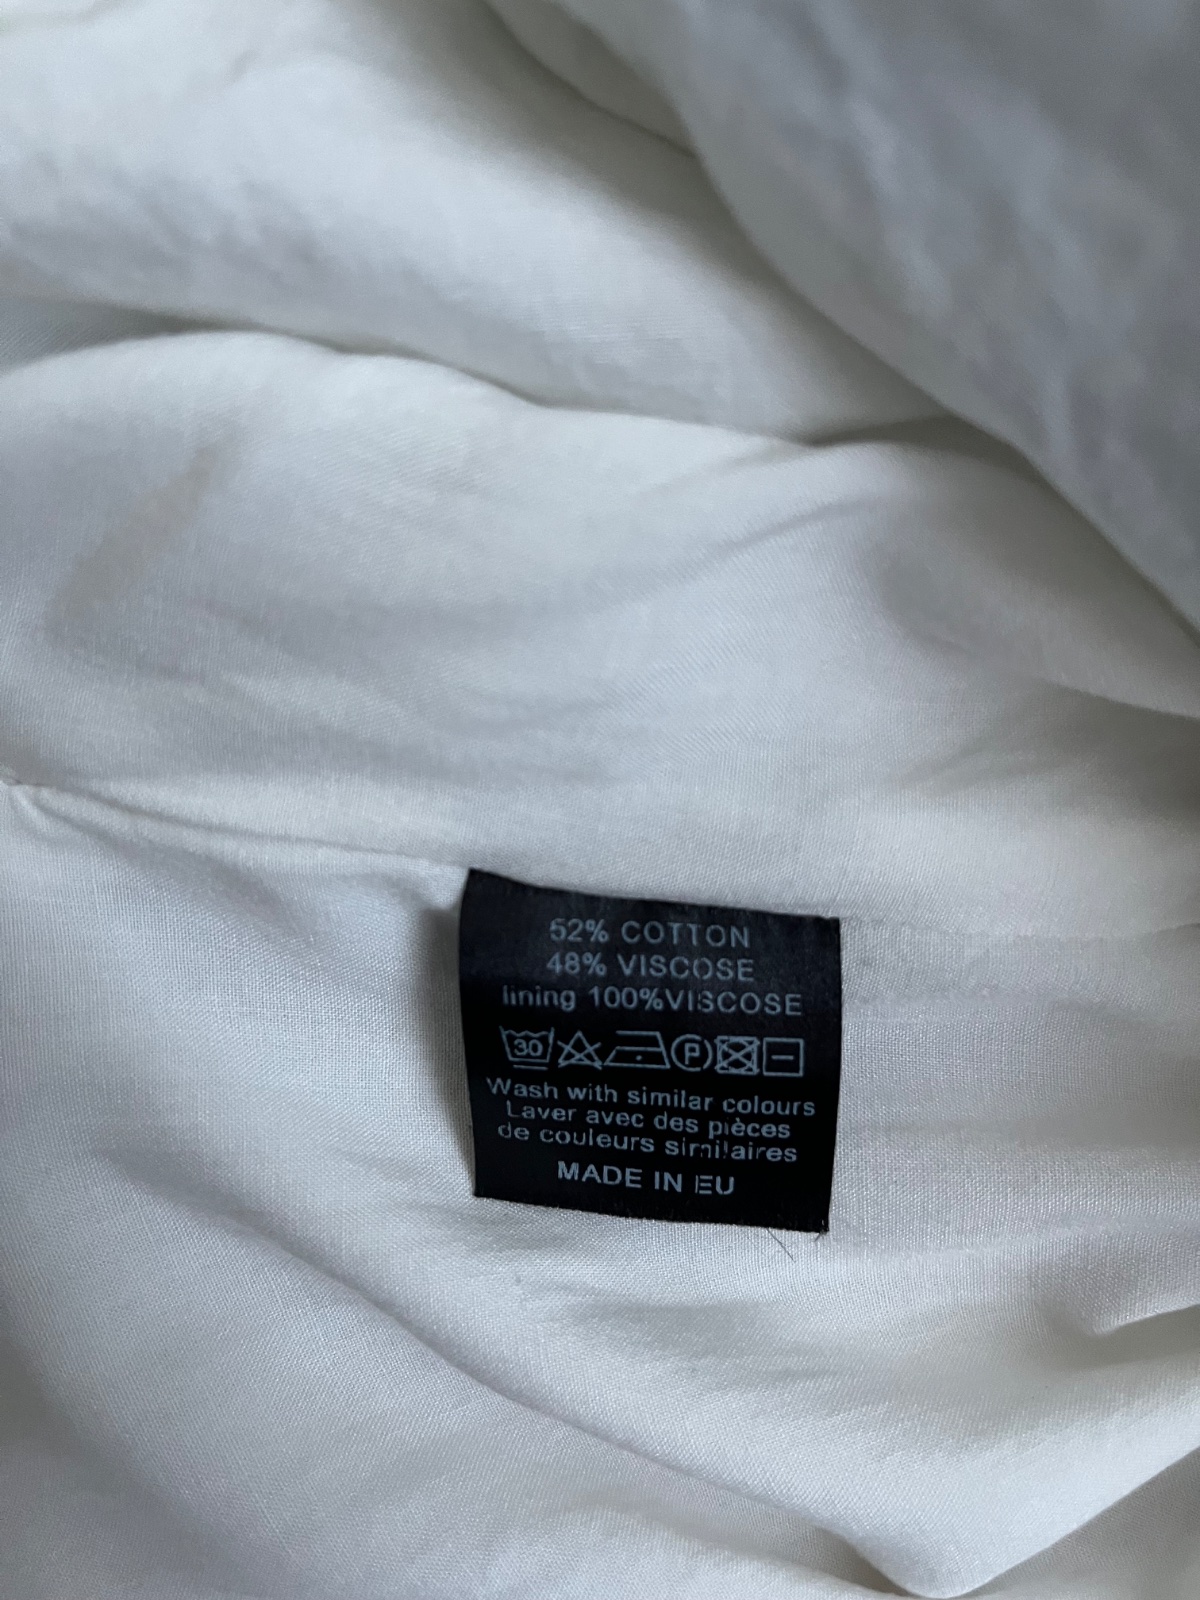 52% COTTON
48% VISCOSE
lining 100%VISCOSE
30 P
Wash with similar colours
Laver avec des pièces
de couleurs similaires
MADE IN EU